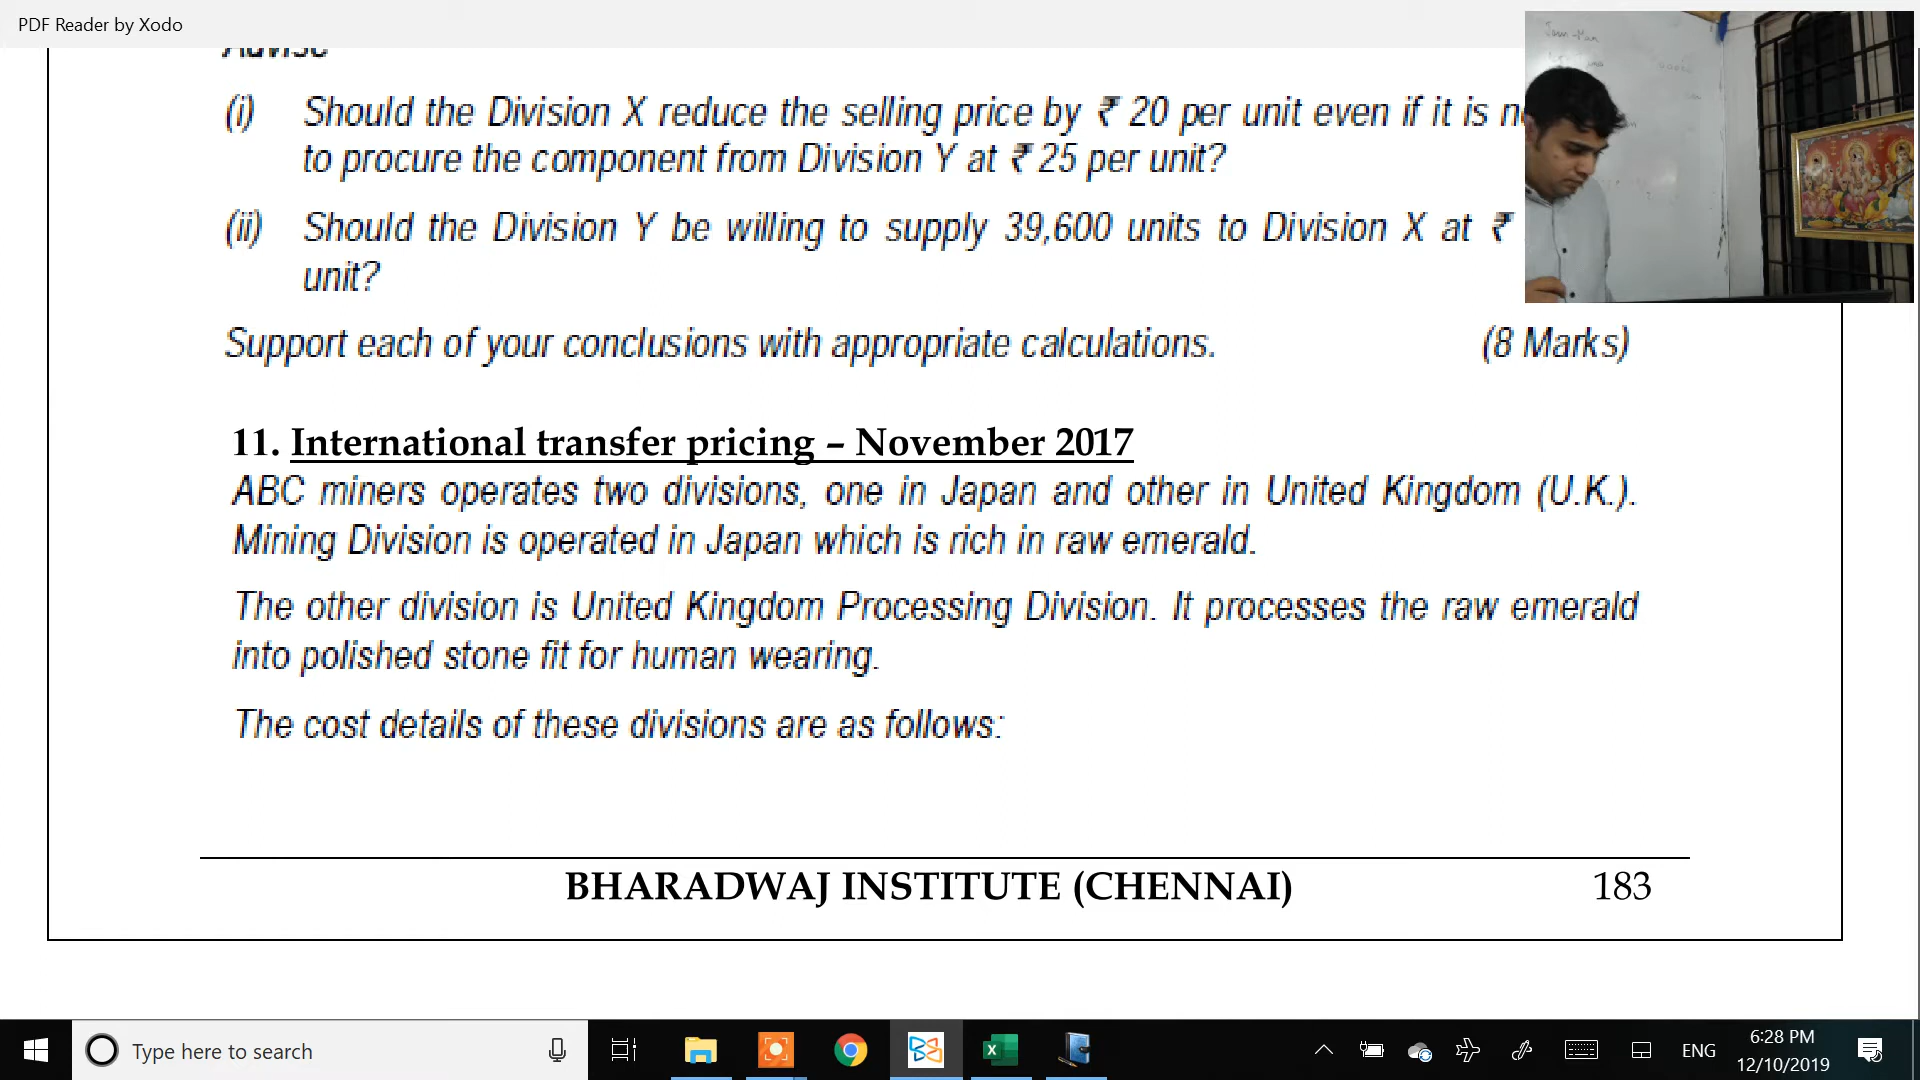 PDF Reader by Xodo
Advise
(i) Should the Division X reduce the selling price by ₹ 20 per unit even if it is
to procure the component from Division Y at ₹ 25 per unit?
(ii) Should the Division Y be willing to supply 39,600 units to Division X at ₹
unit?
Support each of your conclusions with appropriate calculations. (8 Marks)
11. International transfer pricing – November 2017
ABC miners operates two divisions, one in Japan and other in United Kingdom (U.K.).
Mining Division is operated in Japan which is rich in raw emerald.
The other division is United Kingdom Processing Division. It processes the raw emerald
into polished stone fit for human wearing.
The cost details of these divisions are as follows:
BHARADWAJ INSTITUTE (CHENNAI) 183
Type here to search
ENG
6:28 PM
12/10/2019